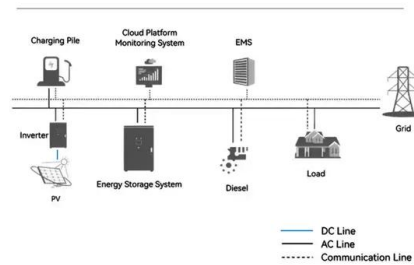 Charging Pile
Cloud Platform
Monitoring System
EMS
Grid
Inverter
PV
Energy Storage System
Diesel
Load
DC Line
AC Line
Communication Line